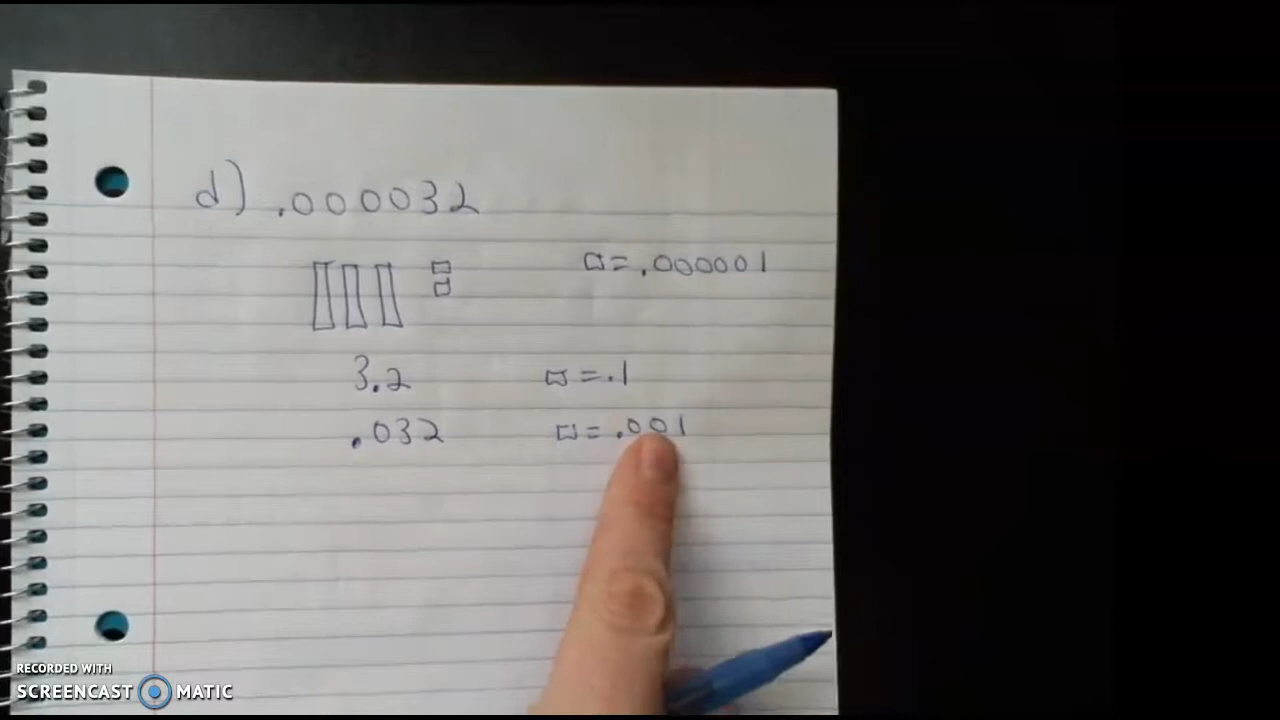 d) .000032
□=.000001
3.2 □=.1
.032 □=.001
RECORDED WITH
SCREENCAST MATIC